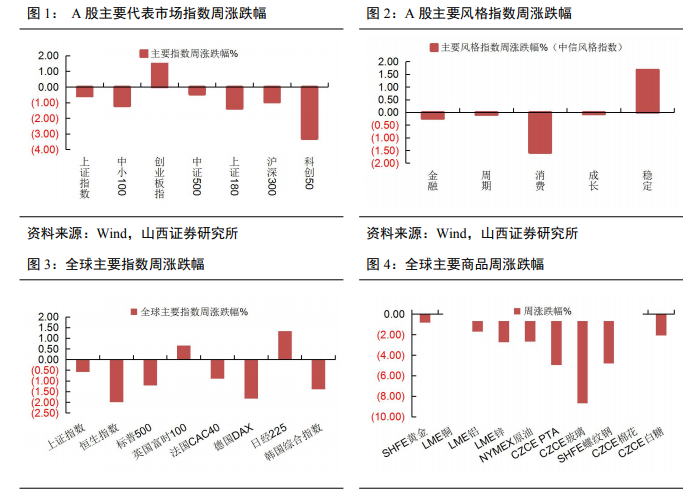 图 1： A 股主要代表市场指数周涨跌幅
主要指数周涨跌幅%
2.00
1.00
0.00
(1.00)
(2.00)
(3.00)
(4.00)
上证指数
中小100
创业板指
中证500
上证180
沪深300
科创50
资料来源：Wind，山西证券研究所
图 2：A 股主要风格指数周涨跌幅
主要风格指数周涨跌幅%（中信风格指数）
2.00
1.50
1.00
0.50
0.00
(0.50)
(1.00)
(1.50)
(2.00)
金融
周期
消费
成长
稳定
资料来源：Wind，山西证券研究所
图 3：全球主要指数周涨跌幅
全球主要指数周涨跌幅%
2.00
1.50
1.00
0.50
0.00
(0.50)
(1.00)
(1.50)
(2.00)
(2.50)
上证指数
恒生指数
标普500
英国富时100
法国CAC40
德国DAX
日经225
韩国综合指数
图 4：全球主要商品周涨跌幅
周涨跌幅%
0.00
(2.00)
(4.00)
(6.00)
(8.00)
(10.00)
SHFE黄金
LME铜
LME铝
LME锌
NYMEX原油
CZCE PTA
CZCE玻璃
SHFE螺纹钢
CZCE棉花
CZCE白糖